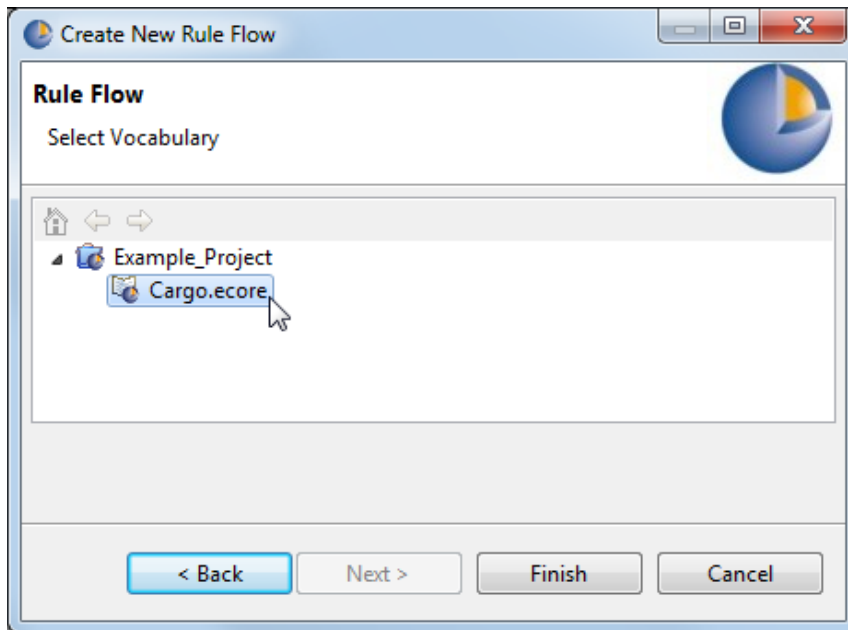 Create New Rule Flow
Rule Flow
Select Vocabulary
Example_Project
Cargo.ecore
< Back Next > Finish Cancel